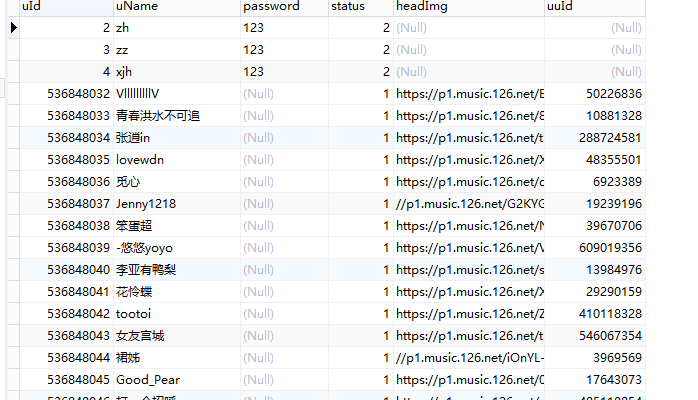 uId uName password status headImg uuId
2 zh 123 2 (Null) (Null)
3 zz 123 2 (Null) (Null)
4 xjh 123 2 (Null) (Null)
536848032 (Null) 1 https://p1.music.126.net/E 50226836
536848033 青春洪水不可追 (Null) 1 https://p1.music.126.net/8 10881328
536848034 张逍in (Null) 1 https://p1.music.126.net/t 288724581
536848035 lovewdn (Null) 1 https://p1.music.126.net/X 48355501
536848036 觅心 (Null) 1 https://p1.music.126.net/c 6923389
536848037 Jenny1218 (Null) 1 //p1.music.126.net/G2KYG 19239196
536848038 笨蛋超 (Null) 1 https://p1.music.126.net/N 39670706
536848039 -悠悠yoyo (Null) 1 https://p1.music.126.net/V 609019356
536848040 李亚有鸭梨 (Null) 1 https://p1.music.126.net/s 13984976
536848041 花怜蝶 (Null) 1 https://p1.music.126.net/X 29290159
536848042 tootoi (Null) 1 https://p1.music.126.net/Z 410118328
536848043 女友宫城 (Null) 1 https://p1.music.126.net/t 546067354
536848044 裙姊 (Null) 1 //p1.music.126.net/iOnYL- 3969569
536848045 Good_Pear (Null) 1 https://p1.music.126.net/0 17643073